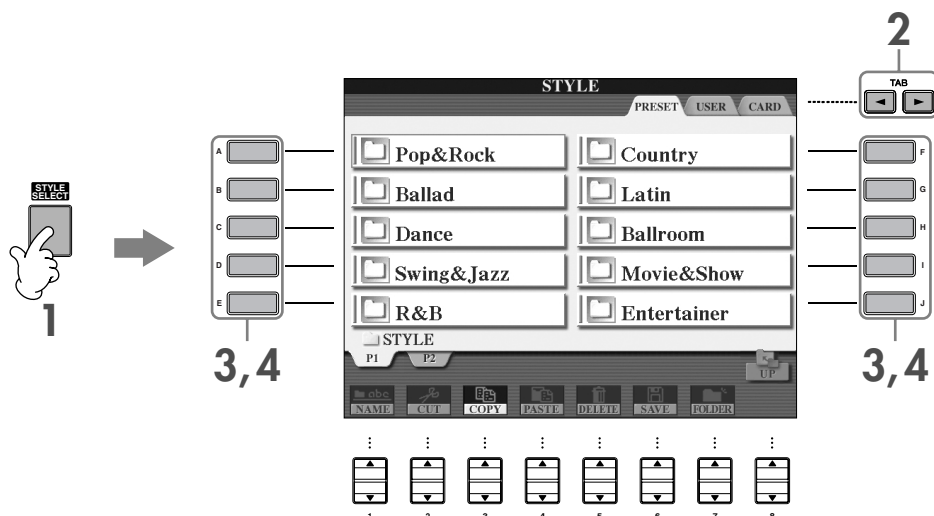 2
TAB
STYLE
PRESET USER CARD
A
Pop&Rock
Country
F
B
Ballad
Latin
G
STYLE
SELECT
C
Dance
Ballroom
H
D
Swing&Jazz
Movie&Show
I
E
R&B
Entertainer
J
1
STYLE
3,4
P1 P2
UP
3,4
abc
NAME CUT COPY PASTE DELETE SAVE FOLDER
1 2 3 4 5 6 7 8